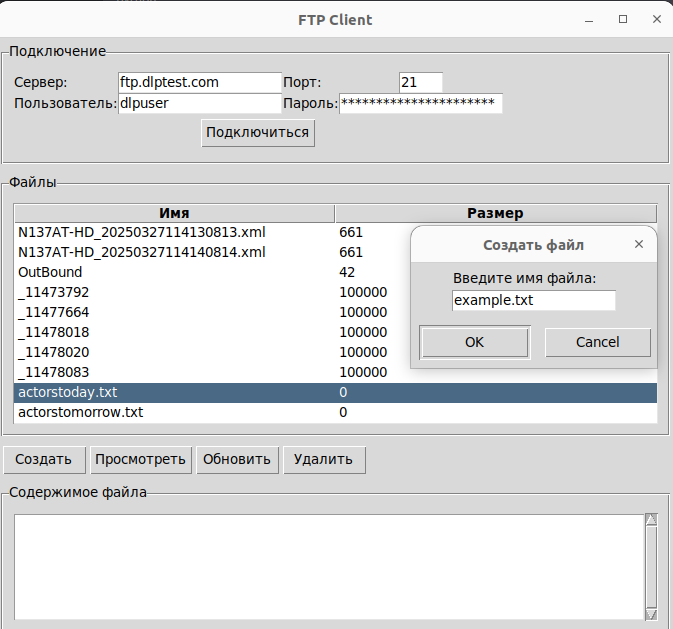 FTP Client
Подключение
Сервер: ftp.dlptest.com Порт: 21
Пользователь: dlpuser Пароль: **********************
Подключиться
Файлы
Имя Размер
N137AT-HD_20250327114130813.xml 661
N137AT-HD_20250327114140814.xml 661
OutBound 42
_11473792 100000
_11477664 100000
_11478018 100000
_11478020 100000
_11478083 100000
actorstoday.txt 0
actorstomorrow.txt 0
Создать файл
Введите имя файла:
example.txt
OK Cancel
Создать Просмотреть Обновить Удалить
Содержимое файла